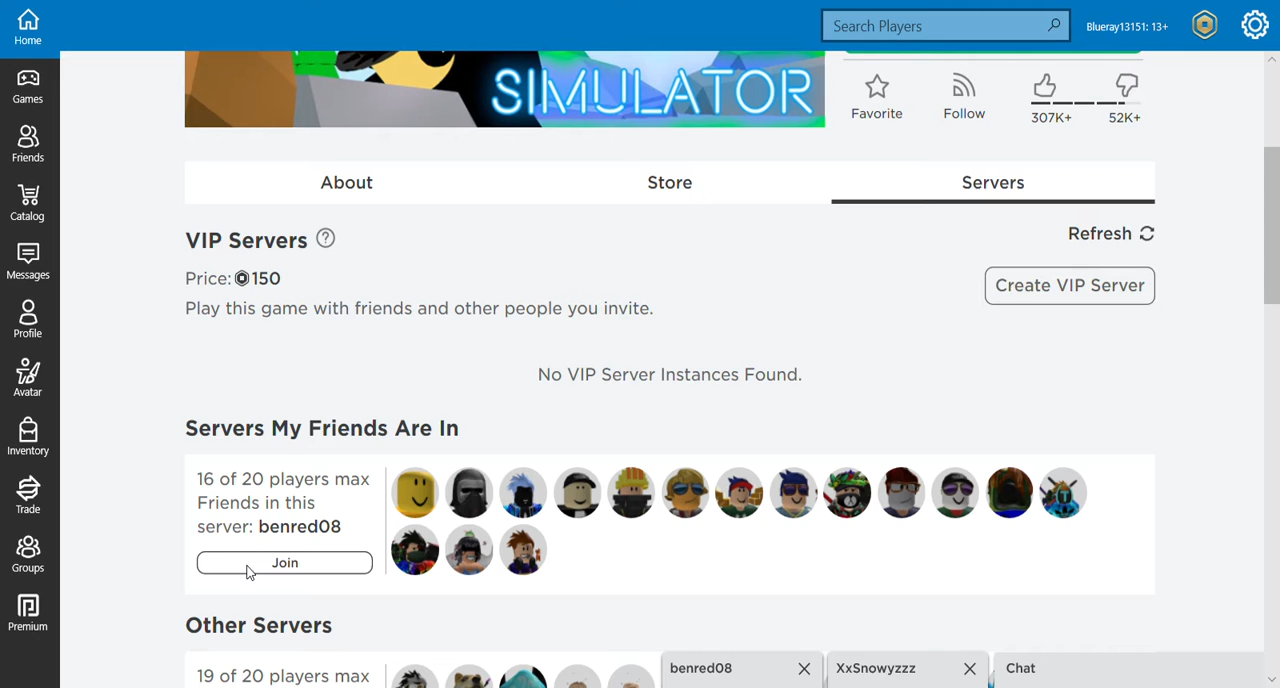 Home
Search Players
Blueray13151: 13+
Games
Friends
Catalog
Messages
Profile
Avatar
Inventory
Trade
Groups
Premium
SIMULATOR
Favorite
Follow
307K+
52K+
About
Store
Servers
VIP Servers
Refresh
Price: 150
Create VIP Server
Play this game with friends and other people you invite.
No VIP Server Instances Found.
Servers My Friends Are In
16 of 20 players max
Friends in this
server: benred08
Join
Other Servers
19 of 20 players max
benred08
XxSnowyzzz
Chat